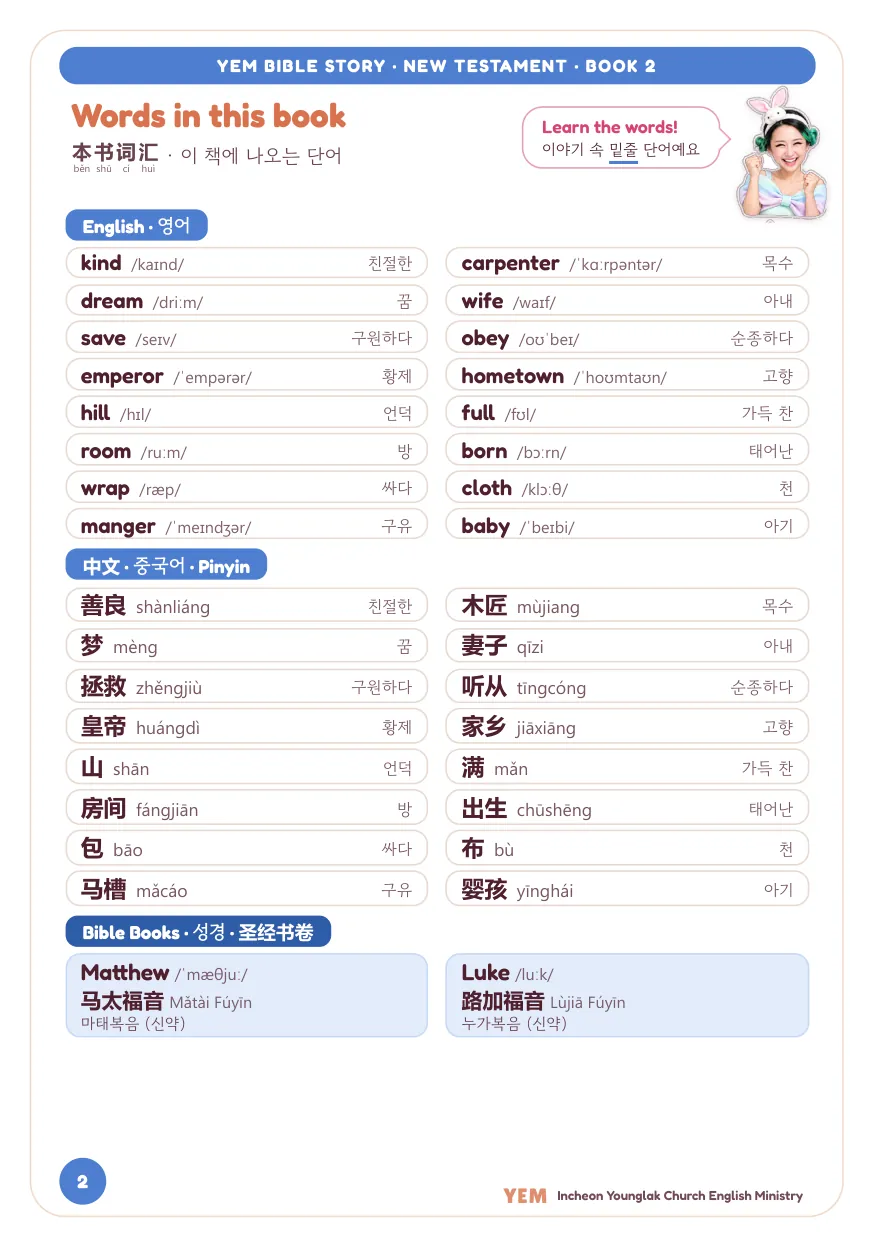 YEM BIBLE STORY · NEW TESTAMENT · BOOK 2
Words in this book
本书词汇 · 이 책에 나오는 단어
běn shū cí huì
Learn the words!
이야기 속 밑줄 단어예요
English · 영어
kind /kaɪnd/ 친절한
carpenter /ˈkɑːrpəntər/ 목수
dream /driːm/ 꿈
wife /waɪf/ 아내
save /seɪv/ 구원하다
obey /oʊˈbeɪ/ 순종하다
emperor /ˈempərər/ 황제
hometown /ˈhoʊmtaʊn/ 고향
hill /hɪl/ 언덕
full /fʊl/ 가득 찬
room /ruːm/ 방
born /bɔːrn/ 태어난
wrap /ræp/ 싸다
cloth /klɔːθ/ 천
manger /ˈmeɪndʒər/ 구유
baby /ˈbeɪbi/ 아기
中文 · 중국어 · Pinyin
善良 shànliáng 친절한
木匠 mùjiang 목수
梦 mèng 꿈
妻子 qīzi 아내
拯救 zhěngjiù 구원하다
听从 tīngcóng 순종하다
皇帝 huángdì 황제
家乡 jiāxiāng 고향
山 shān 언덕
满 mǎn 가득 찬
房间 fángjiān 방
出生 chūshēng 태어난
包 bāo 싸다
布 bù 천
马槽 mǎcáo 구유
婴孩 yīnghái 아기
Bible Books · 성경 · 圣经书卷
Matthew /ˈmæθjuː/
马太福音 Mǎtài Fúyīn
마태복음 (신약)
Luke /luːk/
路加福音 Lùjiā Fúyīn
누가복음 (신약)
2
YEM Incheon Younglak Church English Ministry